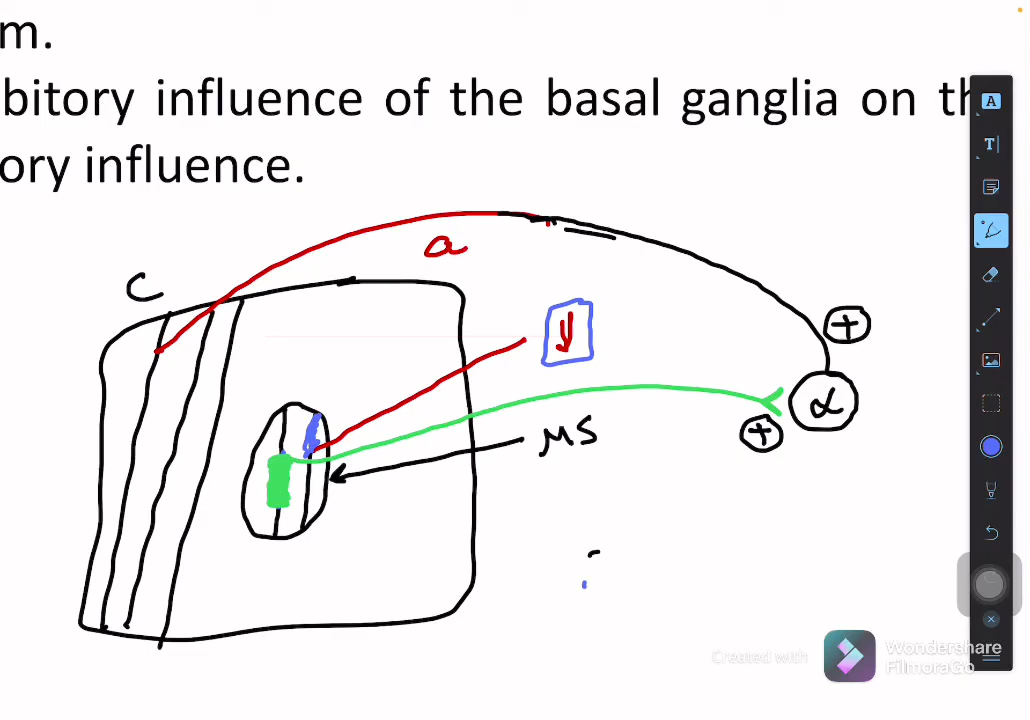 m.
bitory influence of the basal ganglia on th
ory influence.
a
C
+
α
MS
+
A
T
Created with
Wondershare
FilmoraGo